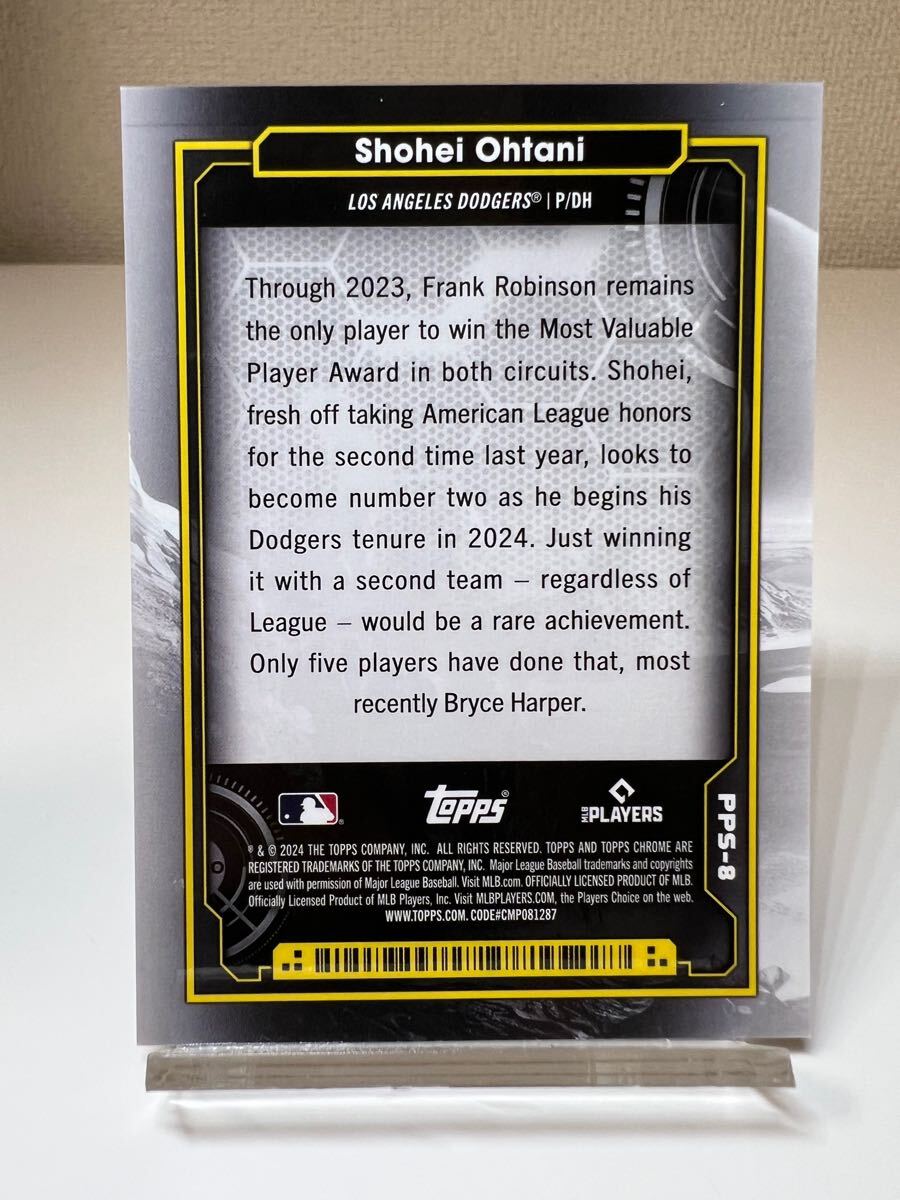 Shohei Ohtani
LOS ANGELES DODGERS® | P/DH
Through 2023, Frank Robinson remains
the only player to win the Most Valuable
Player Award in both circuits. Shohei,
fresh off taking American League honors
for the second time last year, looks to
become number two as he begins his
Dodgers tenure in 2024. Just winning
it with a second team – regardless of
League – would be a rare achievement.
Only five players have done that, most
recently Bryce Harper.
Topps®
MLB PLAYERS
PPS-8
® & © 2024 THE TOPPS COMPANY, INC. ALL RIGHTS RESERVED. TOPPS AND TOPPS CHROME ARE
REGISTERED TRADEMARKS OF THE TOPPS COMPANY, INC. Major League Baseball trademarks and copyrights
are used with permission of Major League Baseball. Visit MLB.com. OFFICIALLY LICENSED PRODUCT OF MLB.
Officially Licensed Product of MLB Players, Inc. Visit MLBPLAYERS.COM, the Players Choice on the web.
WWW.TOPPS.COM. CODE#CMP081287